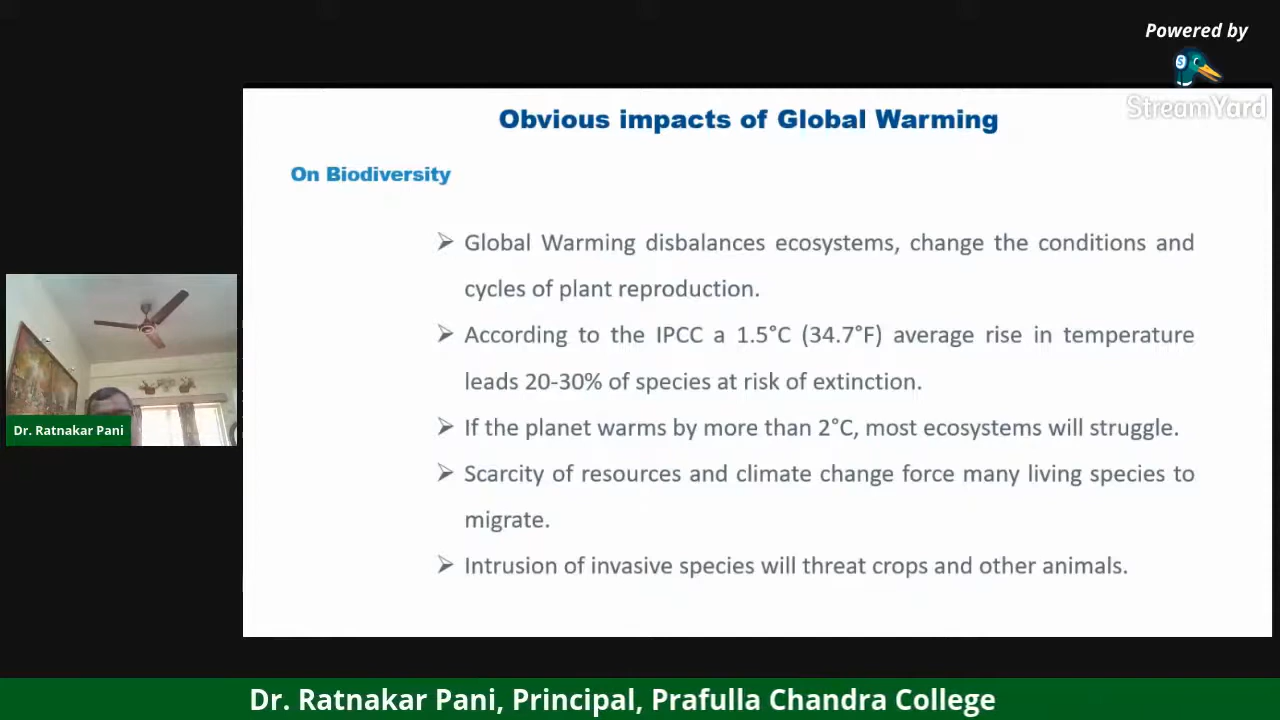 Powered by
StreamYard
Obvious impacts of Global Warming
On Biodiversity
➢ Global Warming disbalances ecosystems, change the conditions and
cycles of plant reproduction.
➢ According to the IPCC a 1.5°C (34.7°F) average rise in temperature
leads 20-30% of species at risk of extinction.
➢ If the planet warms by more than 2°C, most ecosystems will struggle.
➢ Scarcity of resources and climate change force many living species to
migrate.
➢ Intrusion of invasive species will threat crops and other animals.
Dr. Ratnakar Pani
Dr. Ratnakar Pani, Principal, Prafulla Chandra College